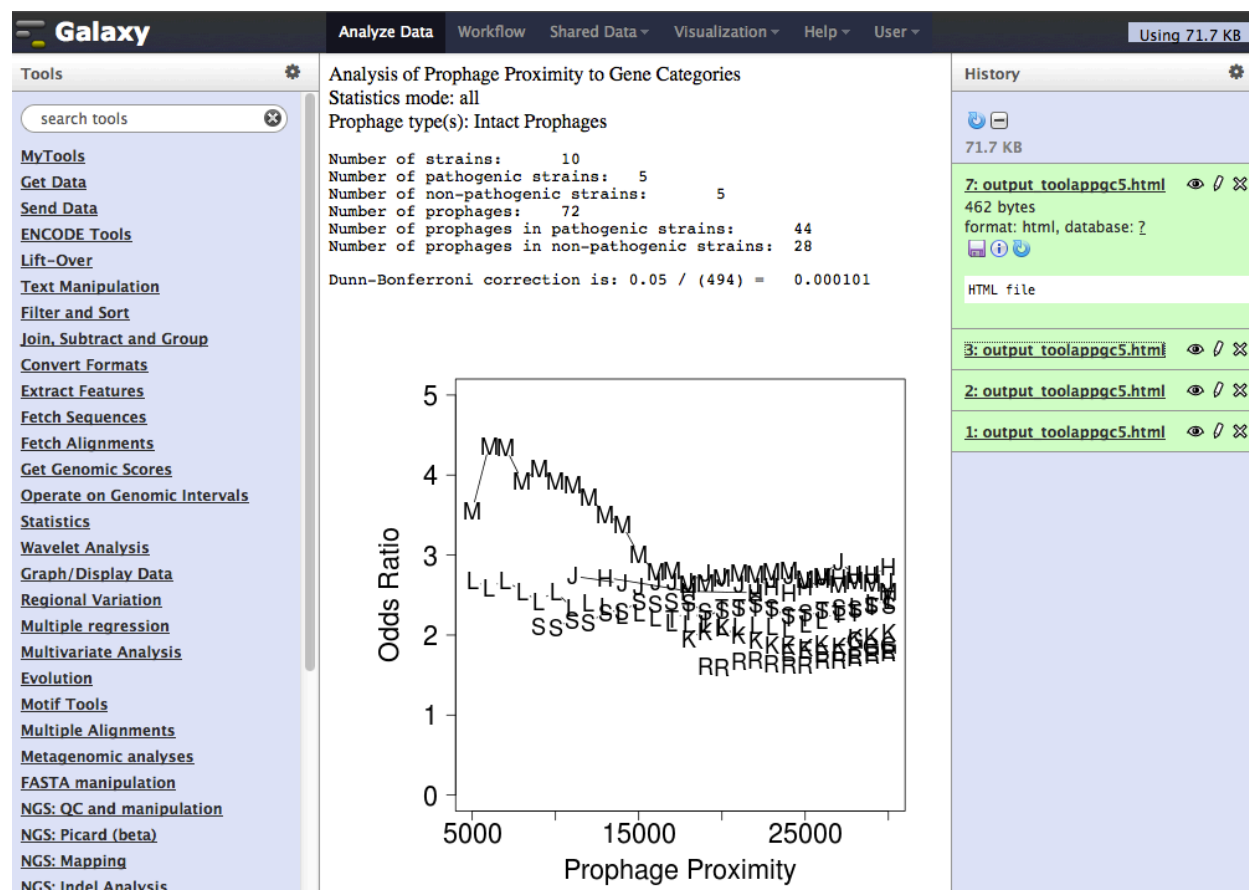 Galaxy
Analyze Data Workflow Shared Data Visualization Help User
Using 71.7 KB
Tools
search tools
MyTools
Get Data
Send Data
ENCODE Tools
Lift-Over
Text Manipulation
Filter and Sort
Join, Subtract and Group
Convert Formats
Extract Features
Fetch Sequences
Fetch Alignments
Get Genomic Scores
Operate on Genomic Intervals
Statistics
Wavelet Analysis
Graph/Display Data
Regional Variation
Multiple regression
Multivariate Analysis
Evolution
Motif Tools
Multiple Alignments
Metagenomic analyses
FASTA manipulation
NGS: QC and manipulation
NGS: Picard (beta)
NGS: Mapping
NGS: Indel Analysis
Analysis of Prophage Proximity to Gene Categories
Statistics mode: all
Prophage type(s): Intact Prophages
Number of strains: 10
Number of pathogenic strains: 5
Number of non-pathogenic strains: 5
Number of prophages: 72
Number of prophages in pathogenic strains: 44
Number of prophages in non-pathogenic strains: 28
Dunn-Bonferroni correction is: 0.05 / (494) = 0.000101
5
4
3
2
1
0
Odds Ratio
5000 15000 25000
Prophage Proximity
History
71.7 KB
7: output_toolappgc5.html
462 bytes
format: html, database: ?
HTML file
3: output_toolappgc5.html
2: output_toolappgc5.html
1: output_toolappgc5.html